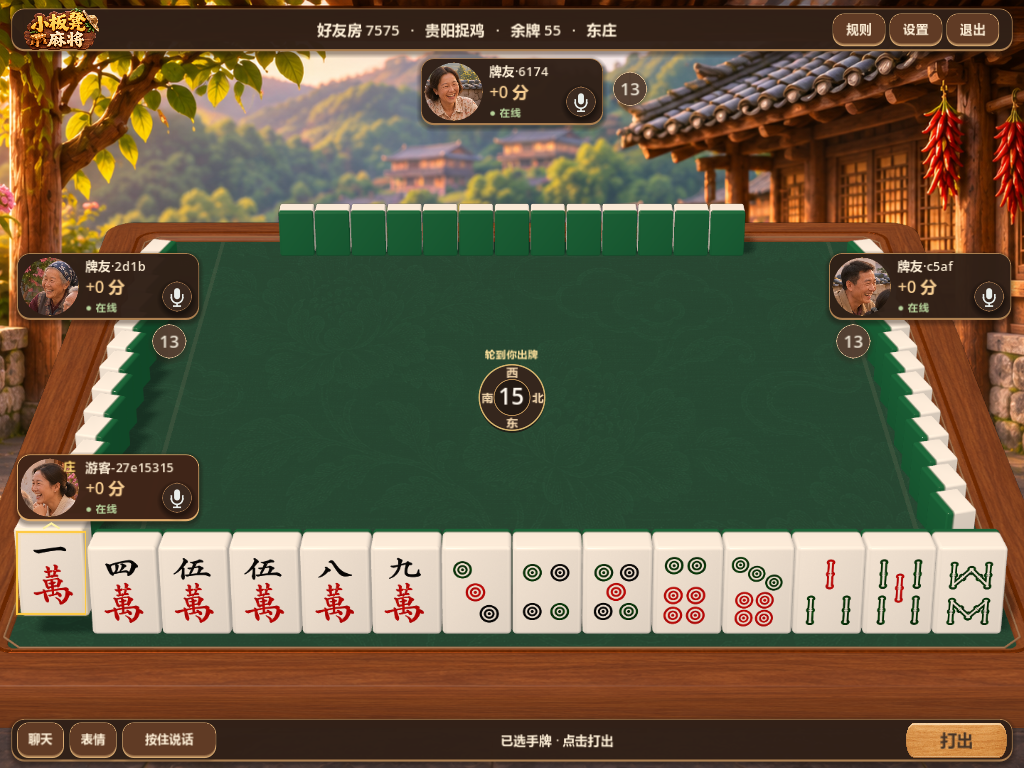 小板凳
麻将
好友房 7575 · 贵阳捉鸡 · 余牌 55 · 东庄
规则
设置
退出
牌友·6174
+0 分
在线
13
牌友·2d1b
+0 分
在线
13
牌友·c5af
+0 分
在线
13
轮到你出牌
西
南 15 北
东
庄 游客-27e15315
+0 分
在线
一萬
四萬
伍萬
伍萬
八萬
九萬
聊天
表情
按住说话
已选手牌 · 点击打出
打出